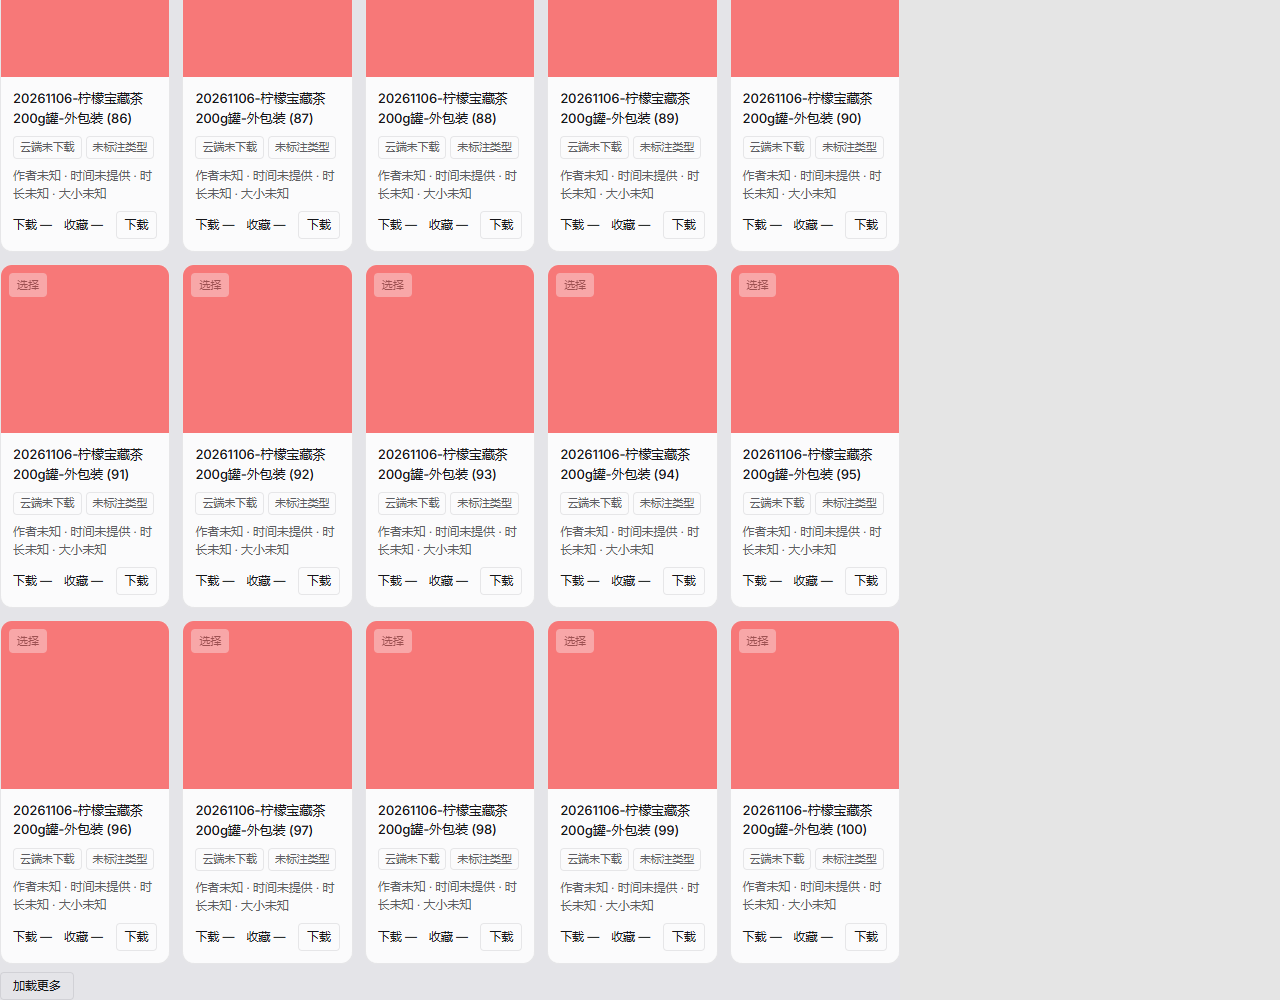 20261106-柠檬宝藏茶 20261106-柠檬宝藏茶 20261106-柠檬宝藏茶 20261106-柠檬宝藏茶 20261106-柠檬宝藏茶
200g罐-外包装 (86) 200g罐-外包装 (87) 200g罐-外包装 (88) 200g罐-外包装 (89) 200g罐-外包装 (90)
云端未下载 未标注类型 云端未下载 未标注类型 云端未下载 未标注类型 云端未下载 未标注类型 云端未下载 未标注类型
作者未知 · 时间未提供 · 时 作者未知 · 时间未提供 · 时 作者未知 · 时间未提供 · 时 作者未知 · 时间未提供 · 时 作者未知 · 时间未提供 · 时
长未知 · 大小未知 长未知 · 大小未知 长未知 · 大小未知 长未知 · 大小未知 长未知 · 大小未知
下载 — 收藏 — 下载 下载 — 收藏 — 下载 下载 — 收藏 — 下载 下载 — 收藏 — 下载 下载 — 收藏 — 下载
选择 选择 选择 选择 选择
20261106-柠檬宝藏茶 20261106-柠檬宝藏茶 20261106-柠檬宝藏茶 20261106-柠檬宝藏茶 20261106-柠檬宝藏茶
200g罐-外包装 (91) 200g罐-外包装 (92) 200g罐-外包装 (93) 200g罐-外包装 (94) 200g罐-外包装 (95)
云端未下载 未标注类型 云端未下载 未标注类型 云端未下载 未标注类型 云端未下载 未标注类型 云端未下载 未标注类型
作者未知 · 时间未提供 · 时 作者未知 · 时间未提供 · 时 作者未知 · 时间未提供 · 时 作者未知 · 时间未提供 · 时 作者未知 · 时间未提供 · 时
长未知 · 大小未知 长未知 · 大小未知 长未知 · 大小未知 长未知 · 大小未知 长未知 · 大小未知
下载 — 收藏 — 下载 下载 — 收藏 — 下载 下载 — 收藏 — 下载 下载 — 收藏 — 下载 下载 — 收藏 — 下载
选择 选择 选择 选择 选择
20261106-柠檬宝藏茶 20261106-柠檬宝藏茶 20261106-柠檬宝藏茶 20261106-柠檬宝藏茶 20261106-柠檬宝藏茶
200g罐-外包装 (96) 200g罐-外包装 (97) 200g罐-外包装 (98) 200g罐-外包装 (99) 200g罐-外包装 (100)
云端未下载 未标注类型 云端未下载 未标注类型 云端未下载 未标注类型 云端未下载 未标注类型 云端未下载 未标注类型
作者未知 · 时间未提供 · 时 作者未知 · 时间未提供 · 时 作者未知 · 时间未提供 · 时 作者未知 · 时间未提供 · 时 作者未知 · 时间未提供 · 时
长未知 · 大小未知 长未知 · 大小未知 长未知 · 大小未知 长未知 · 大小未知 长未知 · 大小未知
下载 — 收藏 — 下载 下载 — 收藏 — 下载 下载 — 收藏 — 下载 下载 — 收藏 — 下载 下载 — 收藏 — 下载
加载更多